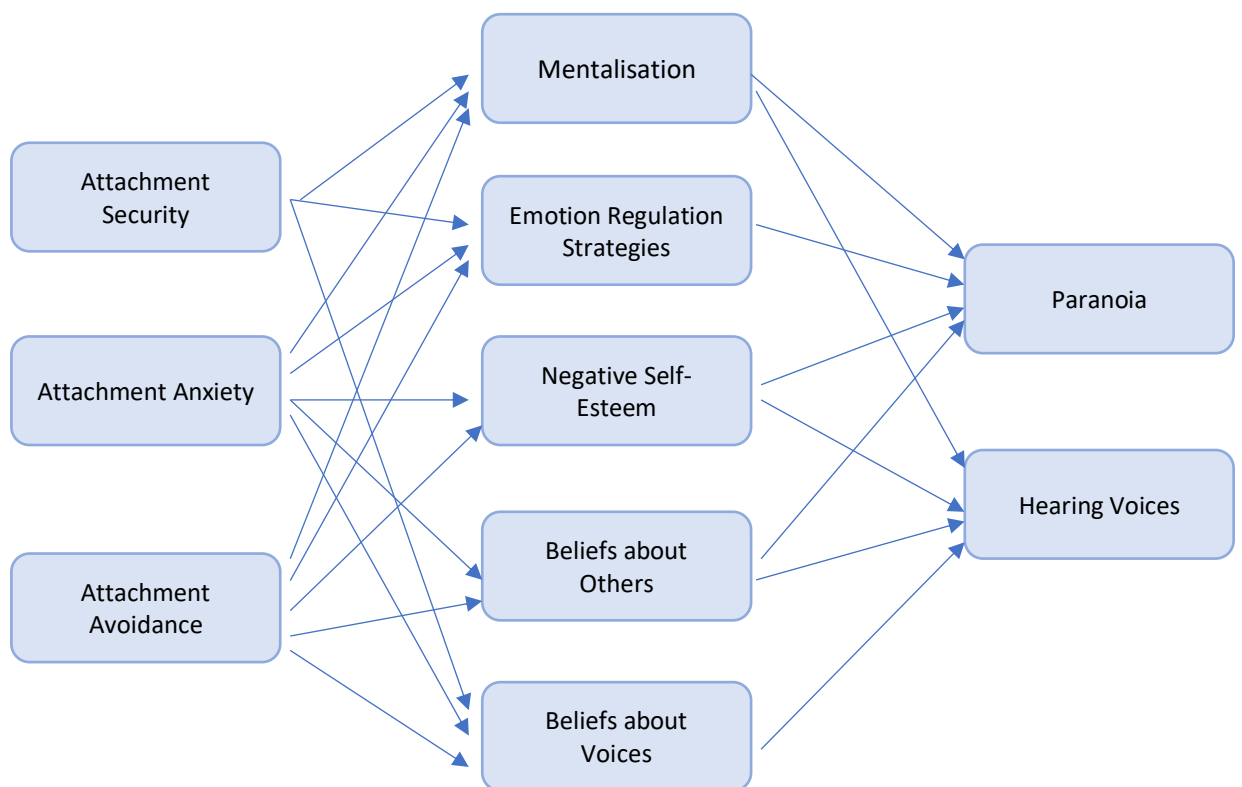 Attachment
Security
Attachment Anxiety
Attachment
Avoidance
Mentalisation
Emotion Regulation
Strategies
Negative Self-
Esteem
Beliefs about
Others
Beliefs about
Voices
Paranoia
Hearing Voices